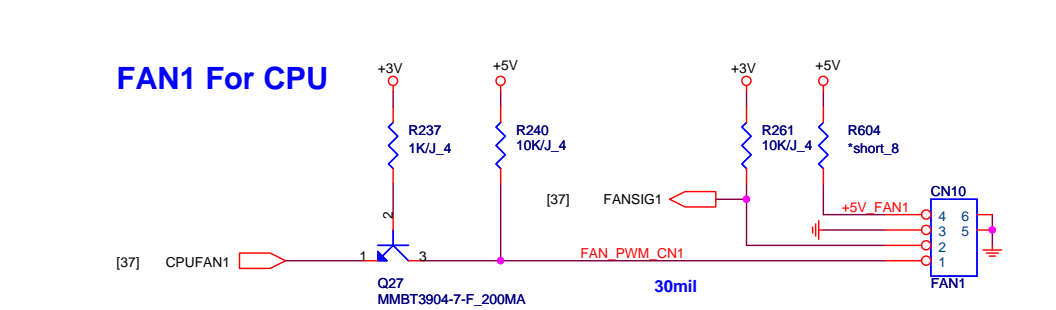 FAN1 For CPU
+3V
+5V
+3V
+5V
R237
1K/J_4
R240
10K/J_4
R261
10K/J_4
R604
*short_8
[37]
FANSIG1
CN10
+5V_FAN1
4
6
3
5
2
1
2
[37]
CPUFAN1
1
3
FAN_PWM_CN1
30mil
FAN1
Q27
MMBT3904-7-F_200MA